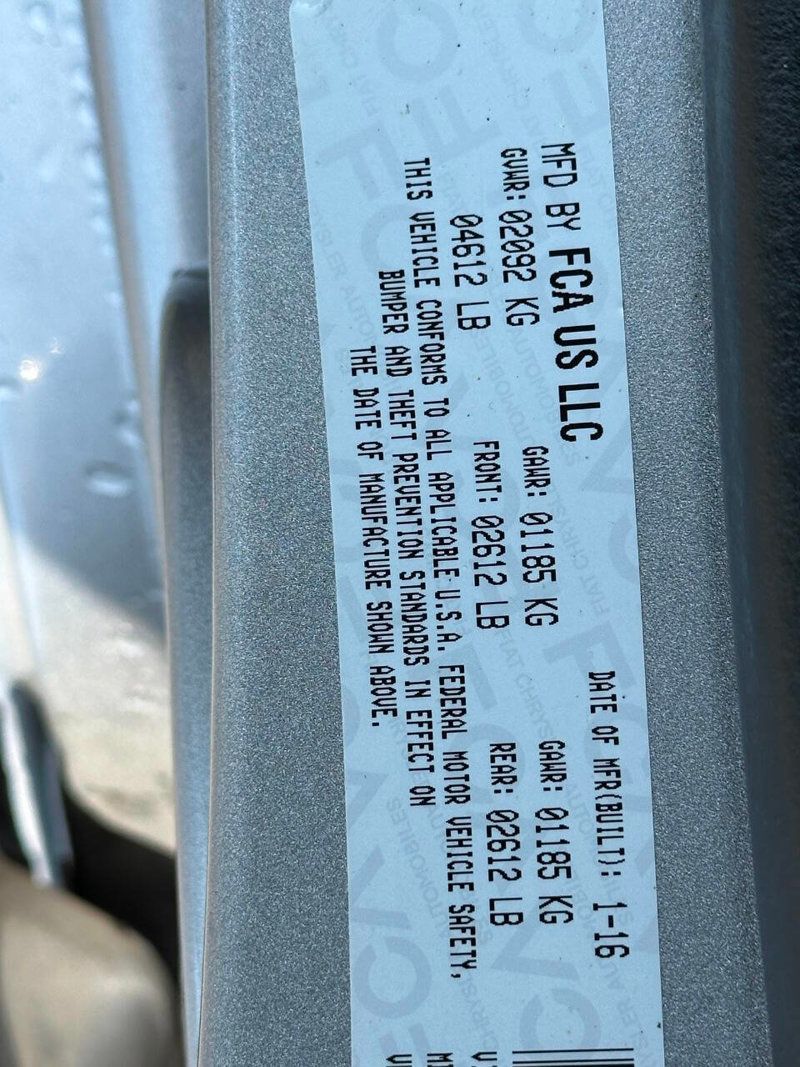 MFD BY FCA US LLC
DATE OF MFR(BUILT): 1-16
GVWR: 02092 KG
GAWR: 01185 KG
GAWR: 01185 KG
04612 LB
FRONT: 02612 LB
REAR: 02612 LB
THIS VEHICLE CONFORMS TO ALL APPLICABLE U.S.A. FEDERAL MOTOR VEHICLE SAFETY,
BUMPER AND THEFT PREVENTION STANDARDS IN EFFECT ON
THE DATE OF MANUFACTURE SHOWN ABOVE.